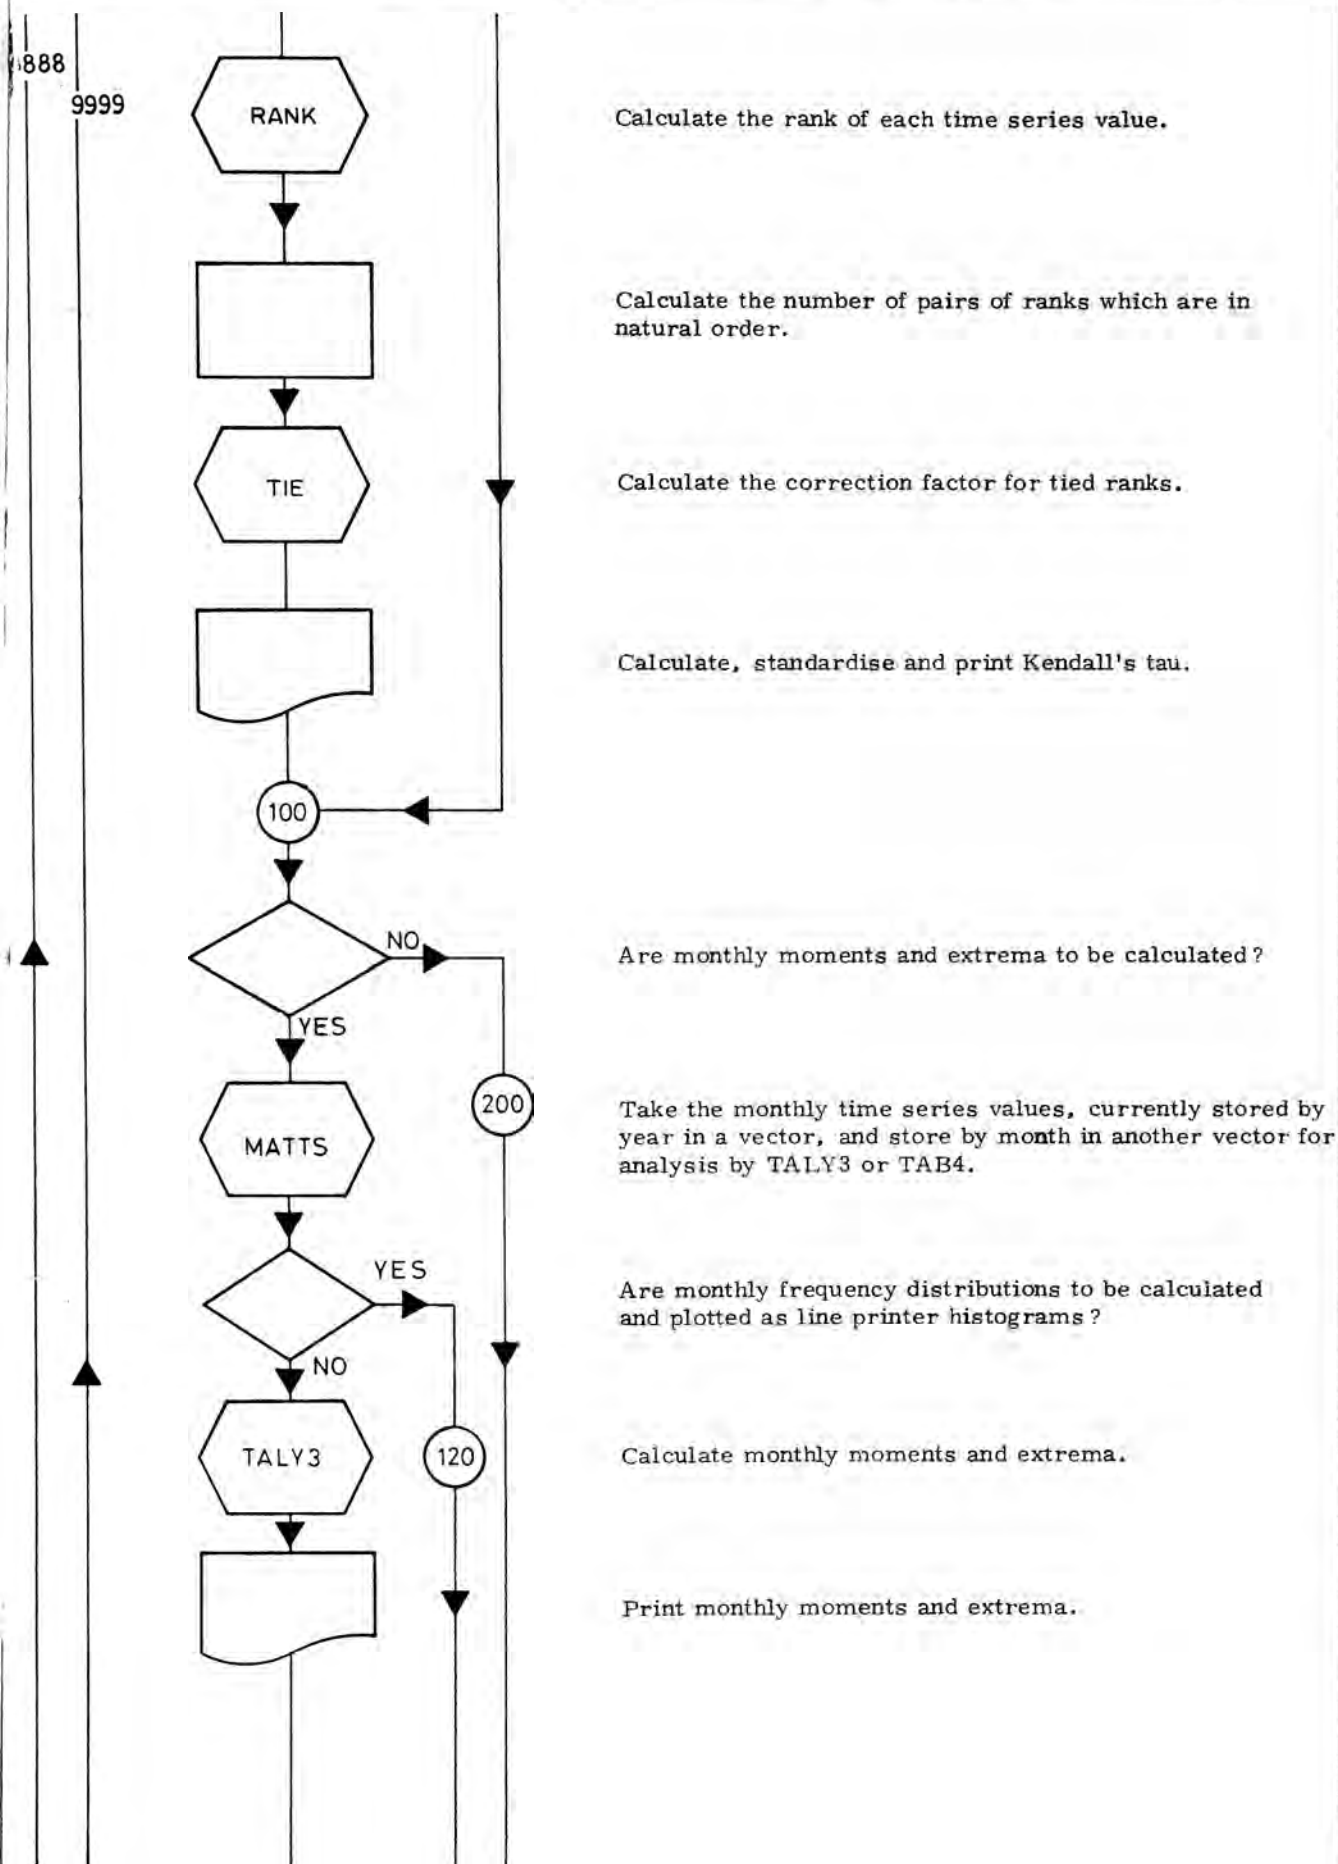 888
9999
RANK
Calculate the rank of each time series value.
Calculate the number of pairs of ranks which are in
natural order.
TIE
Calculate the correction factor for tied ranks.
Calculate, standardise and print Kendall's tau.
100
NO
Are monthly moments and extrema to be calculated?
YES
200
MATTS
Take the monthly time series values, currently stored by
year in a vector, and store by month in another vector for
analysis by TALY3 or TAB4.
YES
Are monthly frequency distributions to be calculated
and plotted as line printer histograms?
NO
TALY3
120
Calculate monthly moments and extrema.
Print monthly moments and extrema.